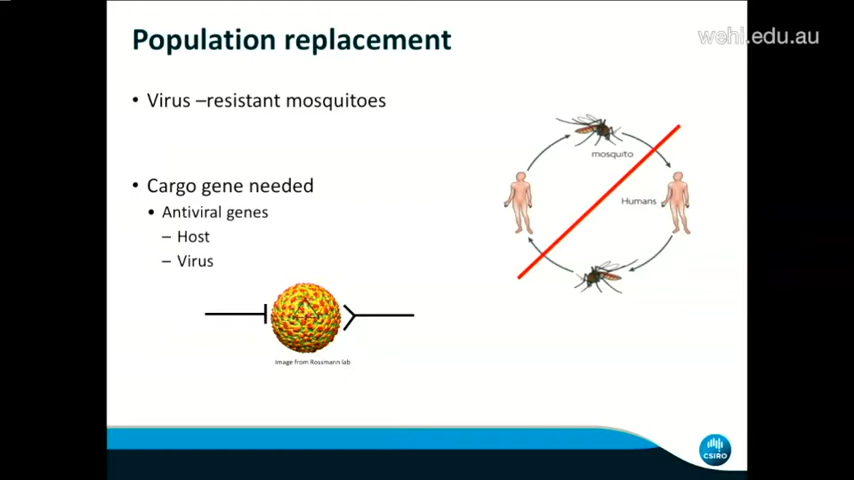 Population replacement
wehi.edu.au
• Virus –resistant mosquitoes
mosquito
• Cargo gene needed
Humans
• Antiviral genes
– Host
– Virus
Image from Rossmann lab
CSIRO